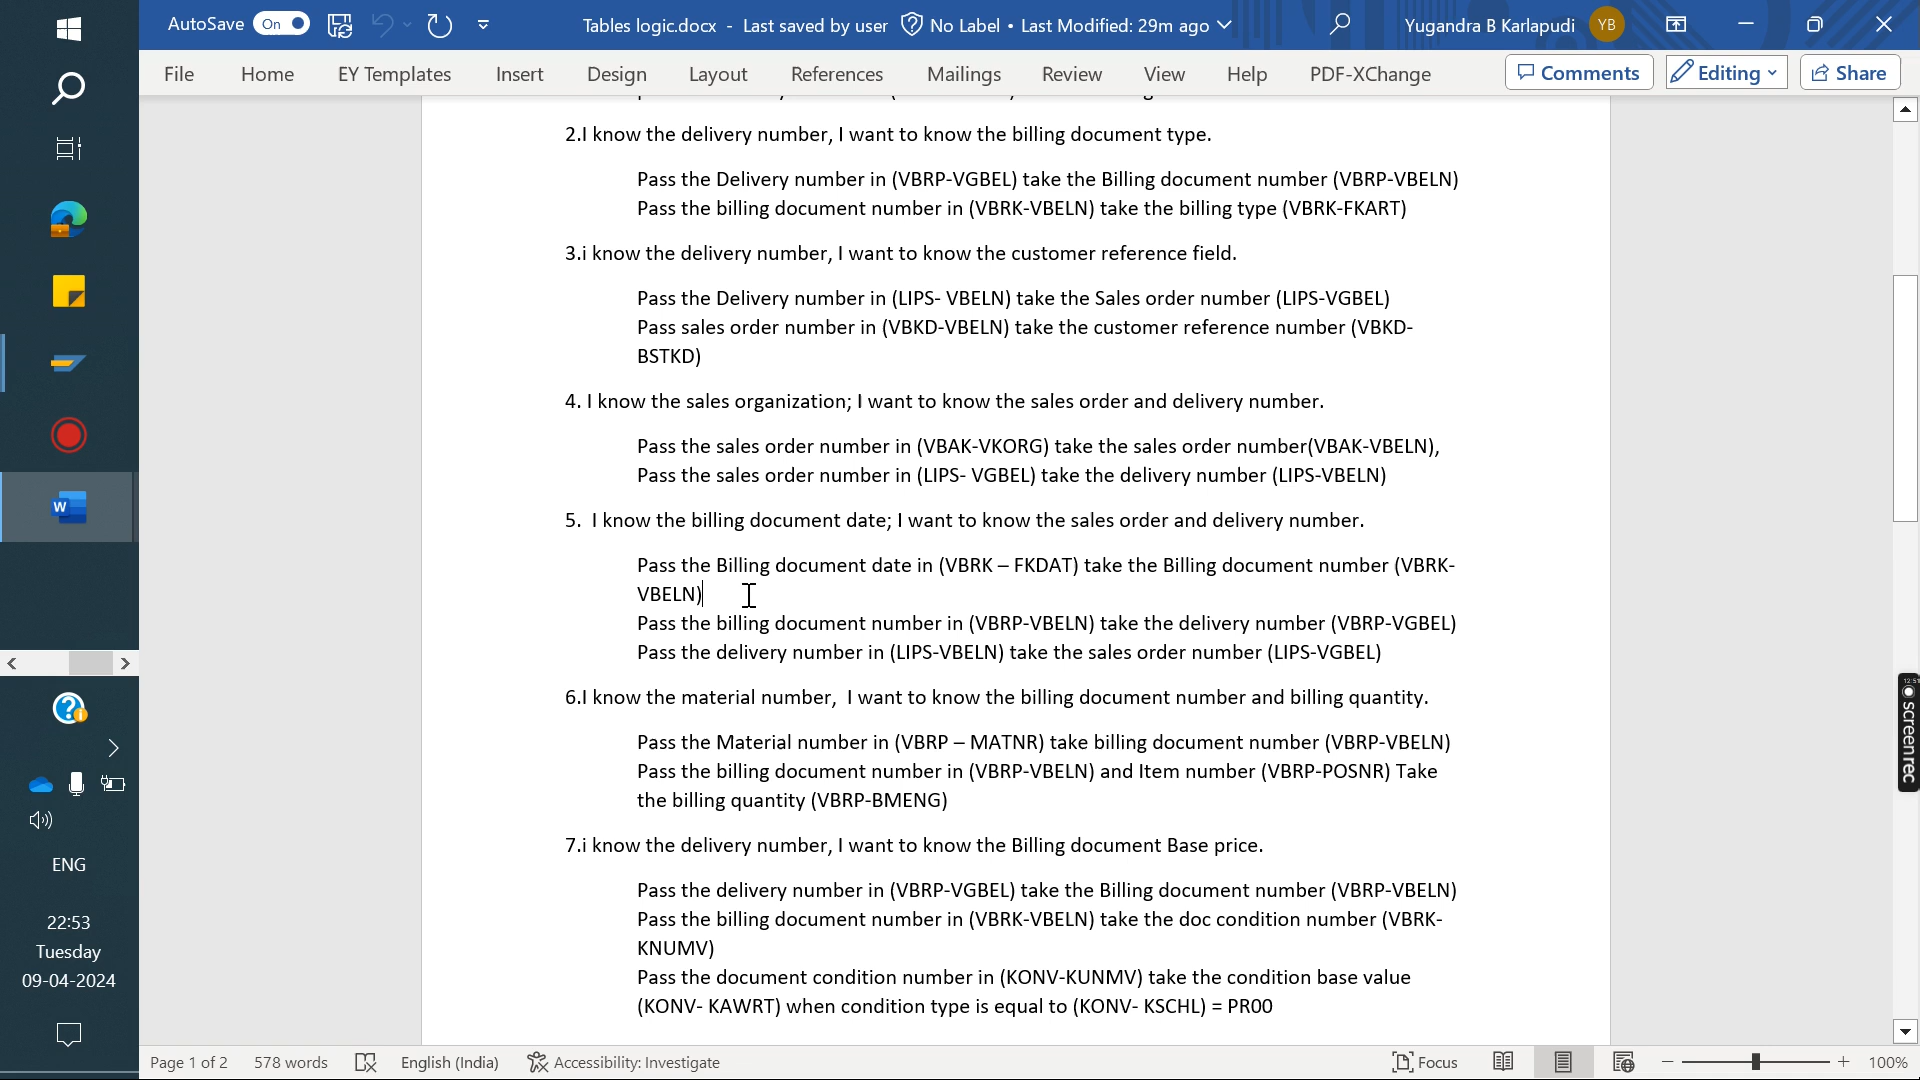 AutoSave On Tables logic.docx - Last saved by user No Label • Last Modified: 29m ago Yugandra B Karlapudi YB
File Home EY Templates Insert Design Layout References Mailings Review View Help PDF-XChange Comments Editing Share
2.I know the delivery number, I want to know the billing document type.
Pass the Delivery number in (VBRP-VGBEL) take the Billing document number (VBRP-VBELN)
Pass the billing document number in (VBRK-VBELN) take the billing type (VBRK-FKART)
3.i know the delivery number, I want to know the customer reference field.
Pass the Delivery number in (LIPS- VBELN) take the Sales order number (LIPS-VGBEL)
Pass sales order number in (VBKD-VBELN) take the customer reference number (VBKD-
BSTKD)
4. I know the sales organization; I want to know the sales order and delivery number.
Pass the sales order number in (VBAK-VKORG) take the sales order number(VBAK-VBELN),
Pass the sales order number in (LIPS- VGBEL) take the delivery number (LIPS-VBELN)
5.  I know the billing document date; I want to know the sales order and delivery number.
Pass the Billing document date in (VBRK – FKDAT) take the Billing document number (VBRK-
VBELN)
Pass the billing document number in (VBRP-VBELN) take the delivery number (VBRP-VGBEL)
Pass the delivery number in (LIPS-VBELN) take the sales order number (LIPS-VGBEL)
6.I know the material number,  I want to know the billing document number and billing quantity.
Pass the Material number in (VBRP – MATNR) take billing document number (VBRP-VBELN)
Pass the billing document number in (VBRP-VBELN) and Item number (VBRP-POSNR) Take
the billing quantity (VBRP-BMENG)
7.i know the delivery number, I want to know the Billing document Base price.
Pass the delivery number in (VBRP-VGBEL) take the Billing document number (VBRP-VBELN)
Pass the billing document number in (VBRK-VBELN) take the doc condition number (VBRK-
KNUMV)
Pass the document condition number in (KONV-KUNMV) take the condition base value
(KONV- KAWRT) when condition type is equal to (KONV- KSCHL) = PR00
W
ENG
22:53
Tuesday
09-04-2024
screenrec
Page 1 of 2 578 words English (India) Accessibility: Investigate Focus 100%